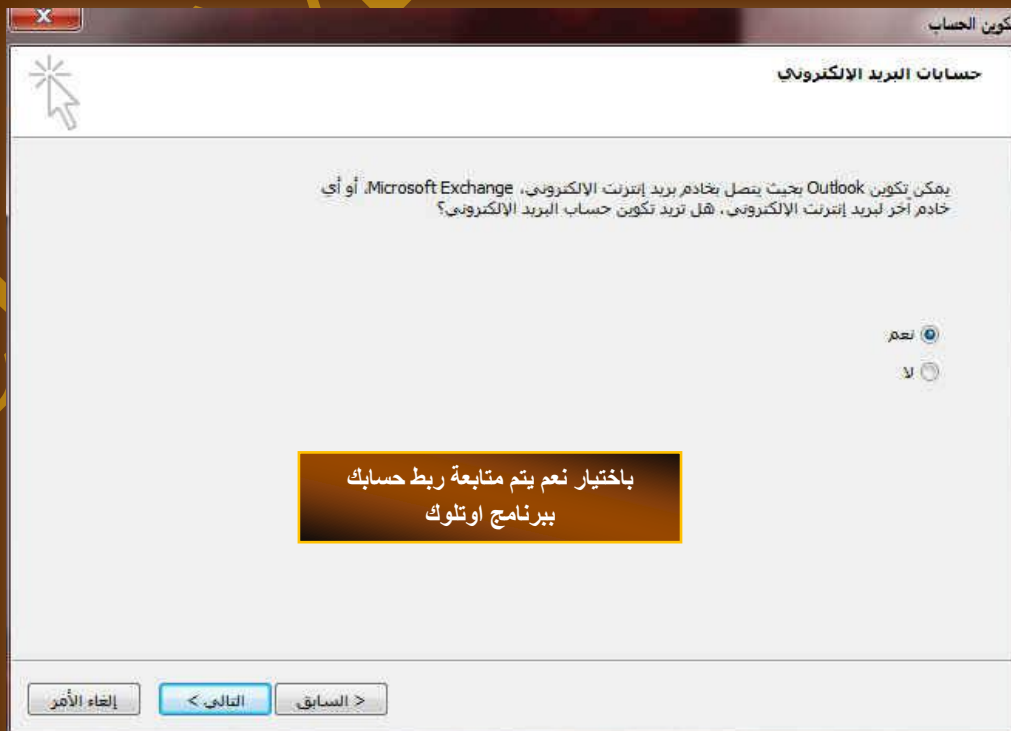 كوين الحساب
حسابات البريد الإلكتروني
يمكن تكوين Outlook بحيث يتصل بخادم بريد إنترنت الإلكتروني، Microsoft Exchange، أو أي
خادم آخر لبريد إنترنت الإلكتروني، هل تريد تكوين حساب البريد الإلكتروني؟
نعم
لا
باختيار نعم يتم متابعة ربط حسابك
ببرنامج اوتلوك
< السابق
التالي >
إلغاء الأمر